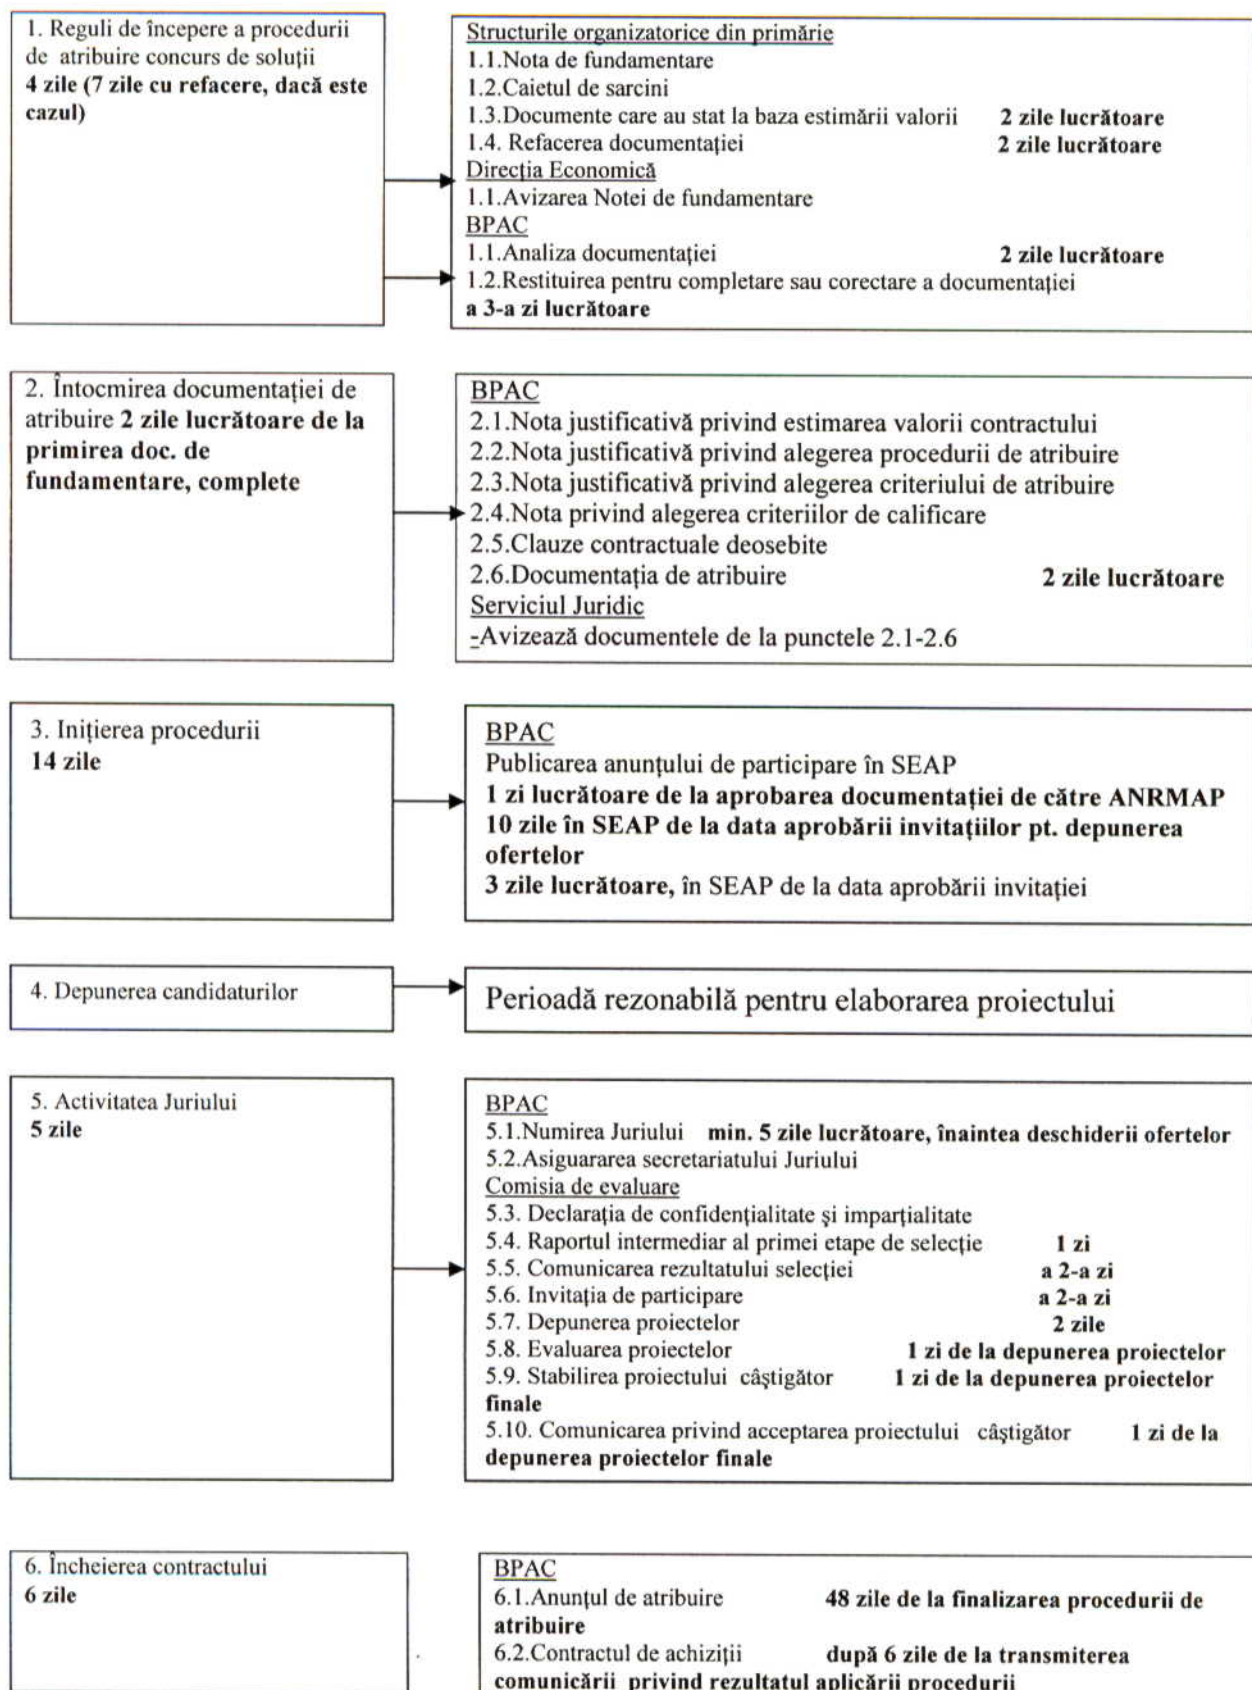 1. Reguli de începere a procedurii
de atribuire concurs de soluții
4 zile (7 zile cu refacere, dacă este
cazul)
Structurile organizatorice din primărie
1.1.Nota de fundamentare
1.2.Caietul de sarcini
1.3.Documente care au stat la baza estimării valorii 2 zile lucrătoare
1.4. Refacerea documentației 2 zile lucrătoare
Direcția Economică
1.1.Avizarea Notei de fundamentare
BPAC
1.1.Analiza documentației 2 zile lucrătoare
1.2.Restituirea pentru completare sau corectare a documentației
a 3-a zi lucrătoare
2. Întocmirea documentației de
atribuire 2 zile lucrătoare de la
primirea doc. de
fundamentare, complete
BPAC
2.1.Nota justificativă privind estimarea valorii contractului
2.2.Nota justificativă privind alegerea procedurii de atribuire
2.3.Nota justificativă privind alegerea criteriului de atribuire
2.4.Nota privind alegerea criteriilor de calificare
2.5.Clauze contractuale deosebite
2.6.Documentația de atribuire 2 zile lucrătoare
Serviciul Juridic
-Avizează documentele de la punctele 2.1-2.6
3. Inițierea procedurii
14 zile
BPAC
Publicarea anunțului de participare în SEAP
1 zi lucrătoare de la aprobarea documentației de către ANRMAP
10 zile în SEAP de la data aprobării invitațiilor pt. depunerea
ofertelor
3 zile lucrătoare, în SEAP de la data aprobării invitației
4. Depunerea candidaturilor
Perioadă rezonabilă pentru elaborarea proiectului
5. Activitatea Juriului
5 zile
BPAC
5.1.Numirea Juriului min. 5 zile lucrătoare, înaintea deschiderii ofertelor
5.2.Asiguararea secretariatului Juriului
Comisia de evaluare
5.3. Declarația de confidențialitate și imparțialitate
5.4. Raportul intermediar al primei etape de selecție 1 zi
5.5. Comunicarea rezultatului selecției a 2-a zi
5.6. Invitația de participare a 2-a zi
5.7. Depunerea proiectelor 2 zile
5.8. Evaluarea proiectelor 1 zi de la depunerea proiectelor
5.9. Stabilirea proiectului câștigător 1 zi de la depunerea proiectelor
finale
5.10. Comunicarea privind acceptarea proiectului câștigător 1 zi de la
depunerea proiectelor finale
6. Încheierea contractului
6 zile
BPAC
6.1.Anunțul de atribuire 48 zile de la finalizarea procedurii de
atribuire
6.2.Contractul de achiziții după 6 zile de la transmiterea
comunicării privind rezultatul aplicării procedurii